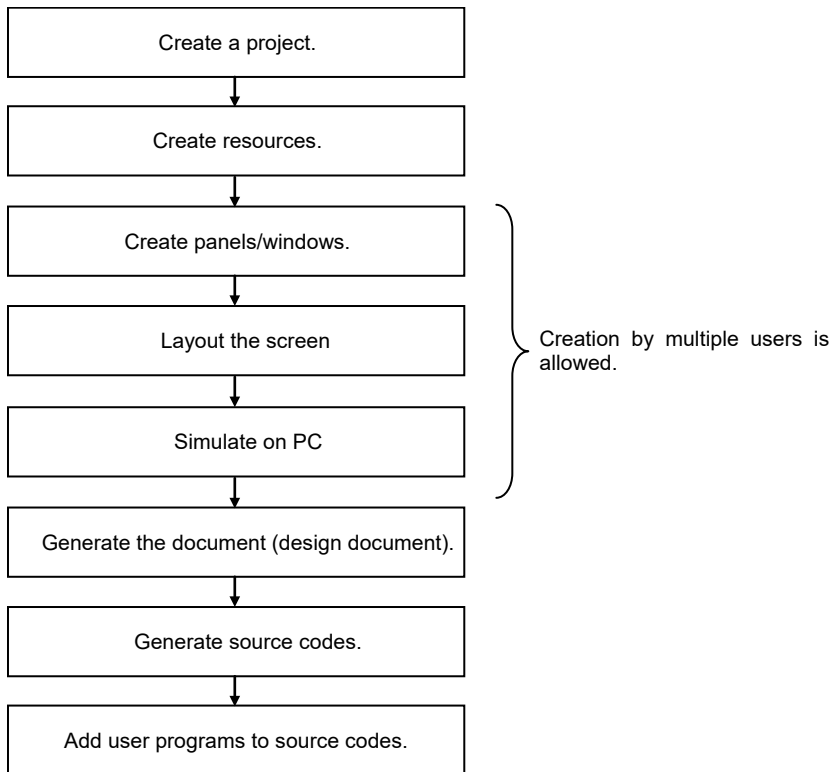 Create a project.
Create resources.
Create panels/windows.
Layout the screen
Creation by multiple users is
allowed.
Simulate on PC
Generate the document (design document).
Generate source codes.
Add user programs to source codes.